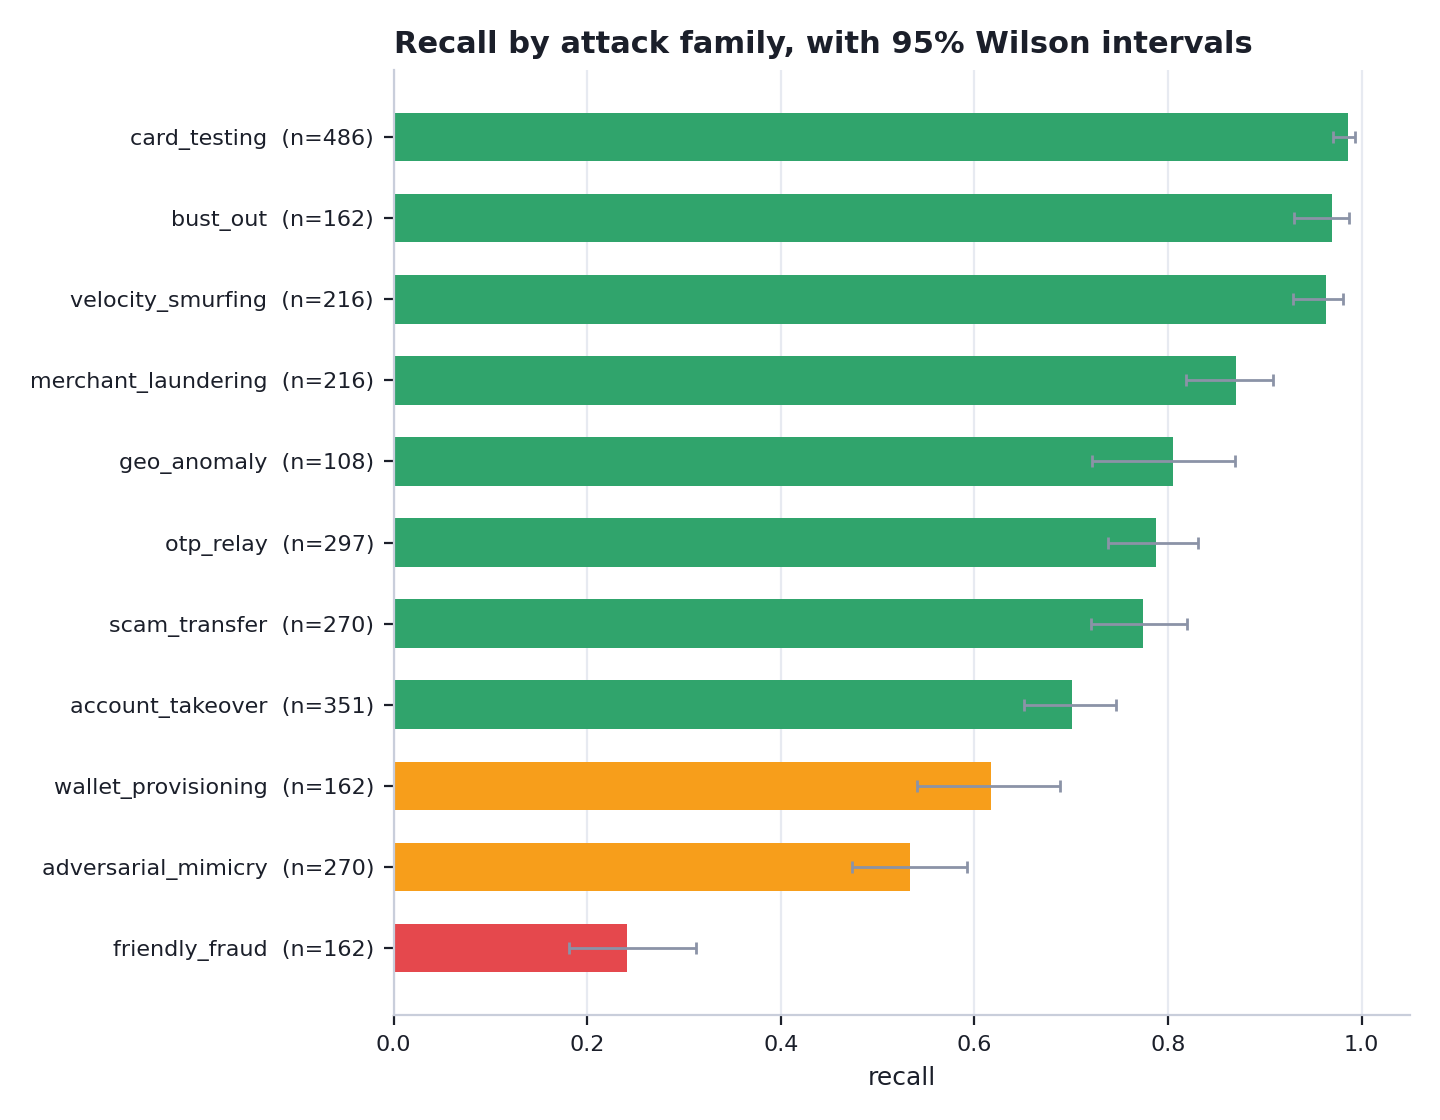 Recall by attack family, with 95% Wilson intervals
card_testing (n=486)
bust_out (n=162)
velocity_smurfing (n=216)
merchant_laundering (n=216)
geo_anomaly (n=108)
otp_relay (n=297)
scam_transfer (n=270)
account_takeover (n=351)
wallet_provisioning (n=162)
adversarial_mimicry (n=270)
friendly_fraud (n=162)
0.0 0.2 0.4 0.6 0.8 1.0
recall